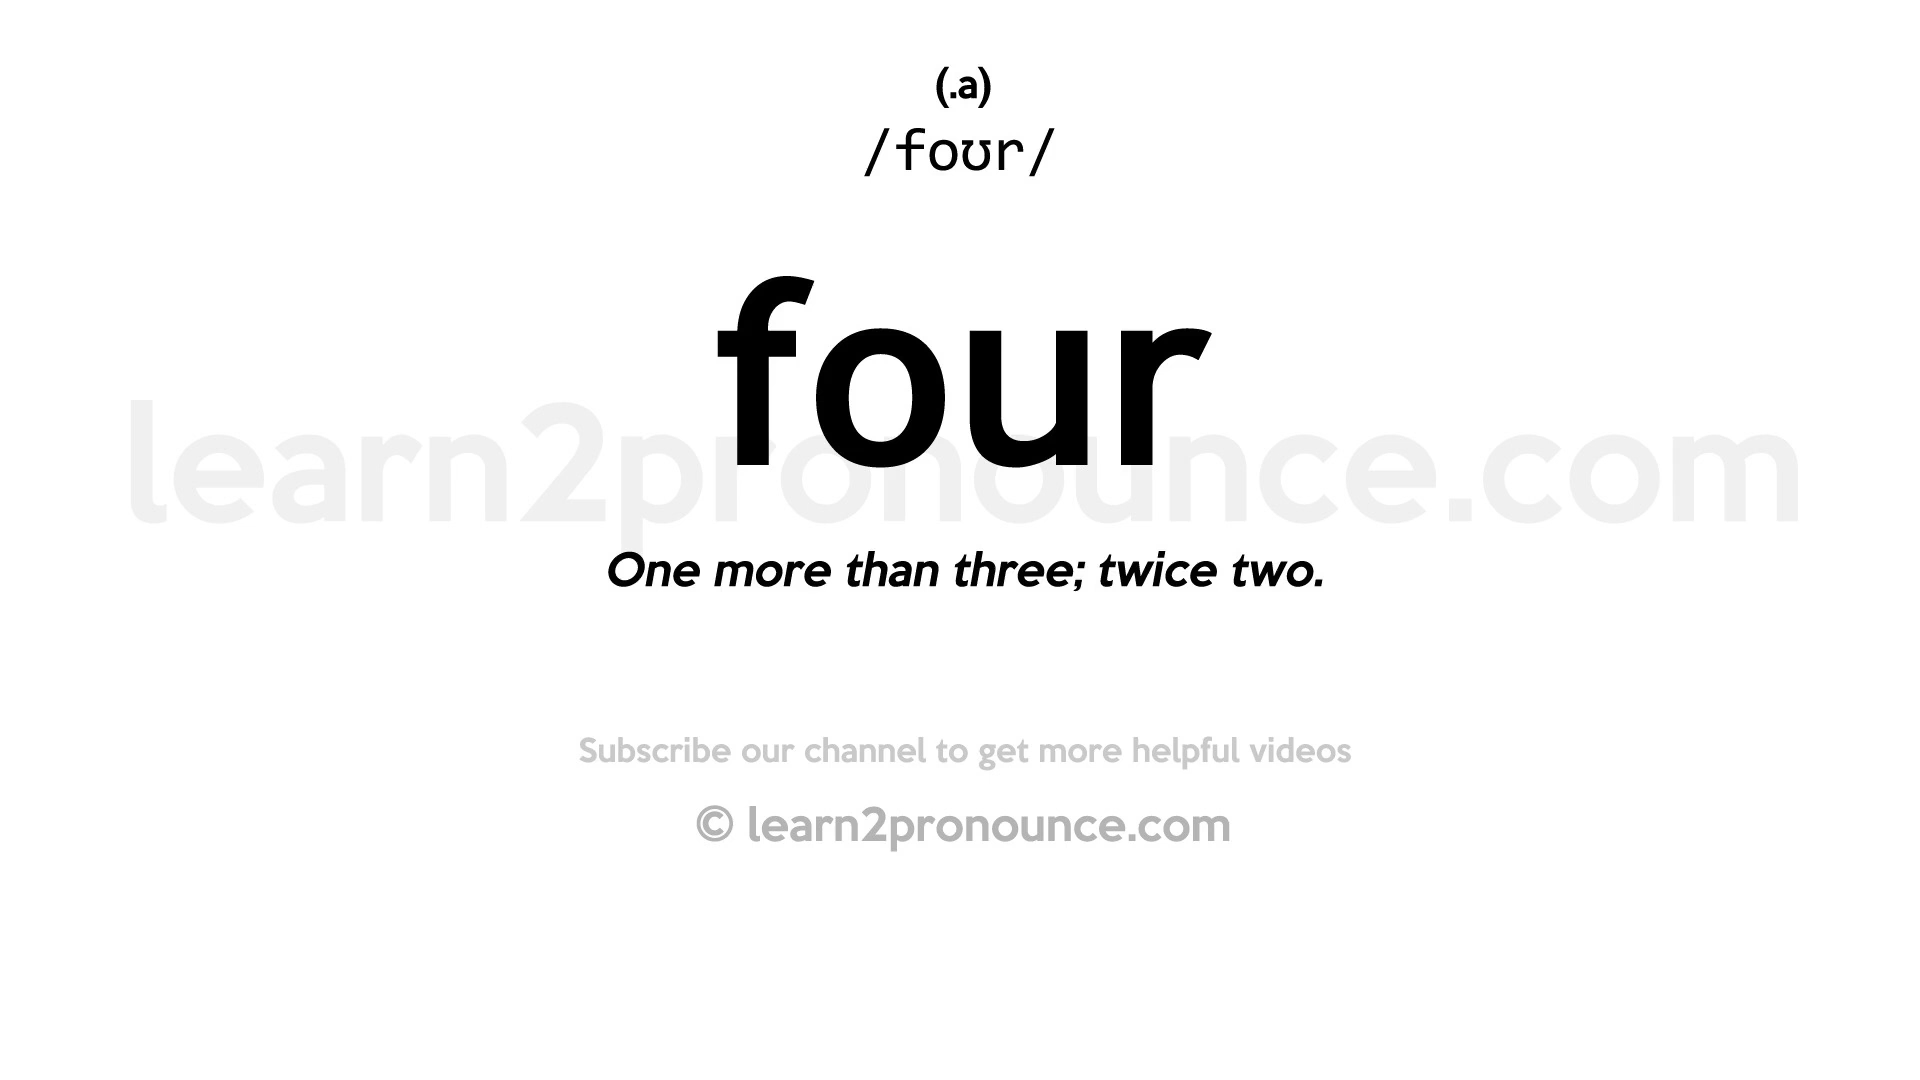 (.a)
/foʊr/
four
learn2pronounce.com
One more than three; twice two.
Subscribe our channel to get more helpful videos
© learn2pronounce.com